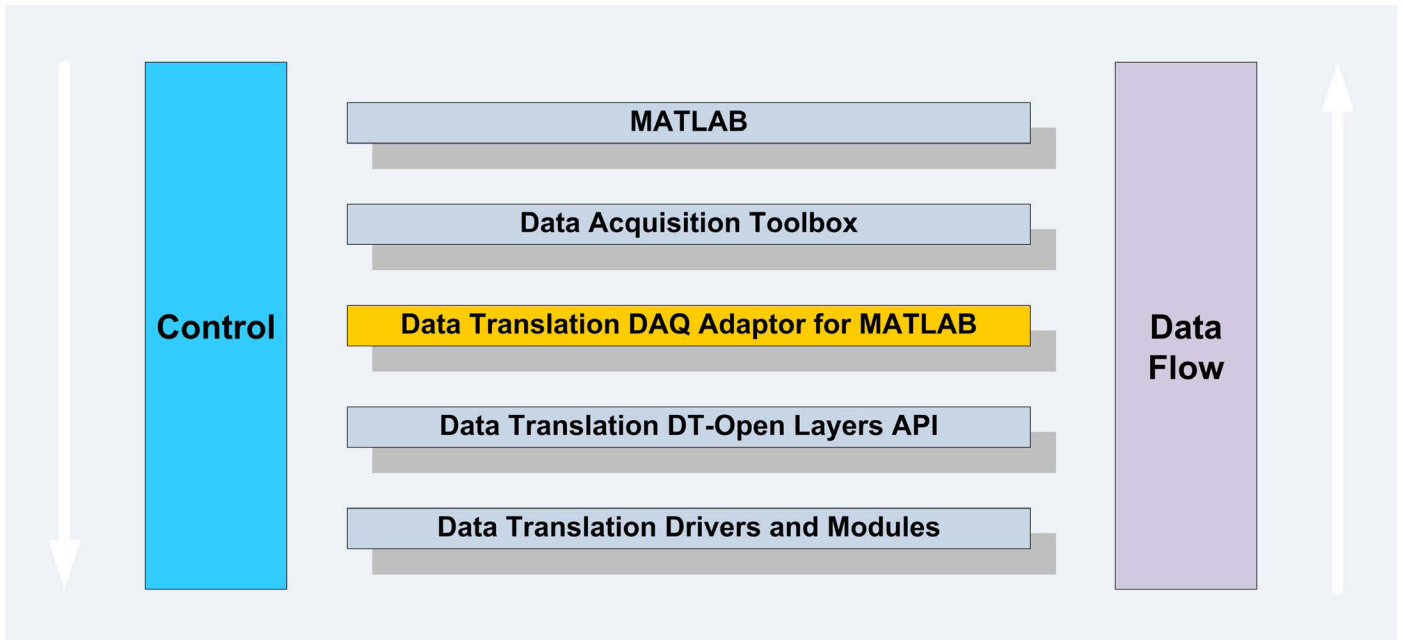 MATLAB
Data Acquisition Toolbox
Control
Data Translation DAQ Adaptor for MATLAB
Data
Flow
Data Translation DT-Open Layers API
Data Translation Drivers and Modules